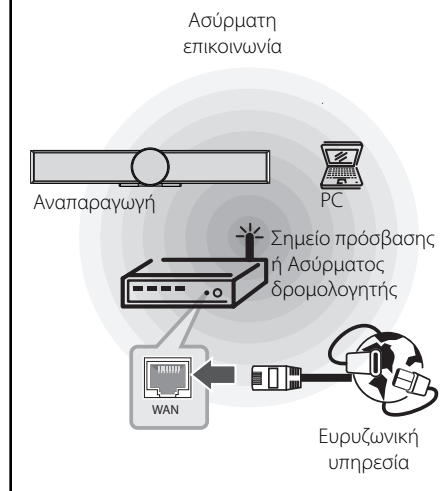 Ασύρματη
επικοινωνία
Αναπαραγωγή
PC
Σημείο πρόσβασης
ή Ασύρματος
δρομολογητής
WAN
Ευρυζωνική
υπηρεσία